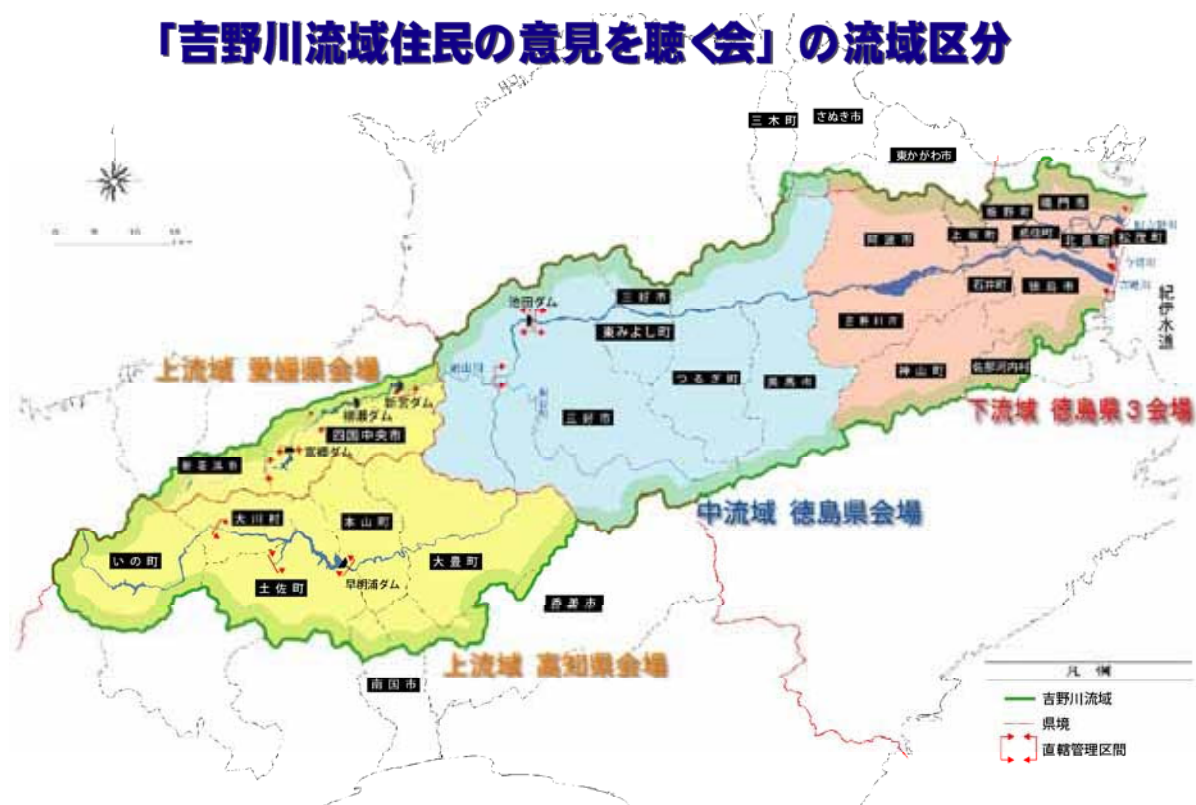 「吉野川流域住民の意見を聴く会」の流域区分
三木町
さぬき市
東かがわ市
板野町
鳴門市
阿波市
上板町
藍住町
北島町
松茂町
旧吉野川
今切川
吉野川
石井町
徳島市
紀伊水道
池田ダム
三好市
東みよし町
吉野川市
神山町
佐那河内村
つるぎ町
美馬市
三好市
下流域 徳島県3会場
上流域 愛媛県会場
新宮ダム
柳瀬ダム
四国中央市
富郷ダム
新居浜市
中流域 徳島県会場
大川村
本山町
いの町
土佐町
早明浦ダム
大豊町
香美市
上流域 高知県会場
南国市
凡例
吉野川流域
県境
直轄管理区間